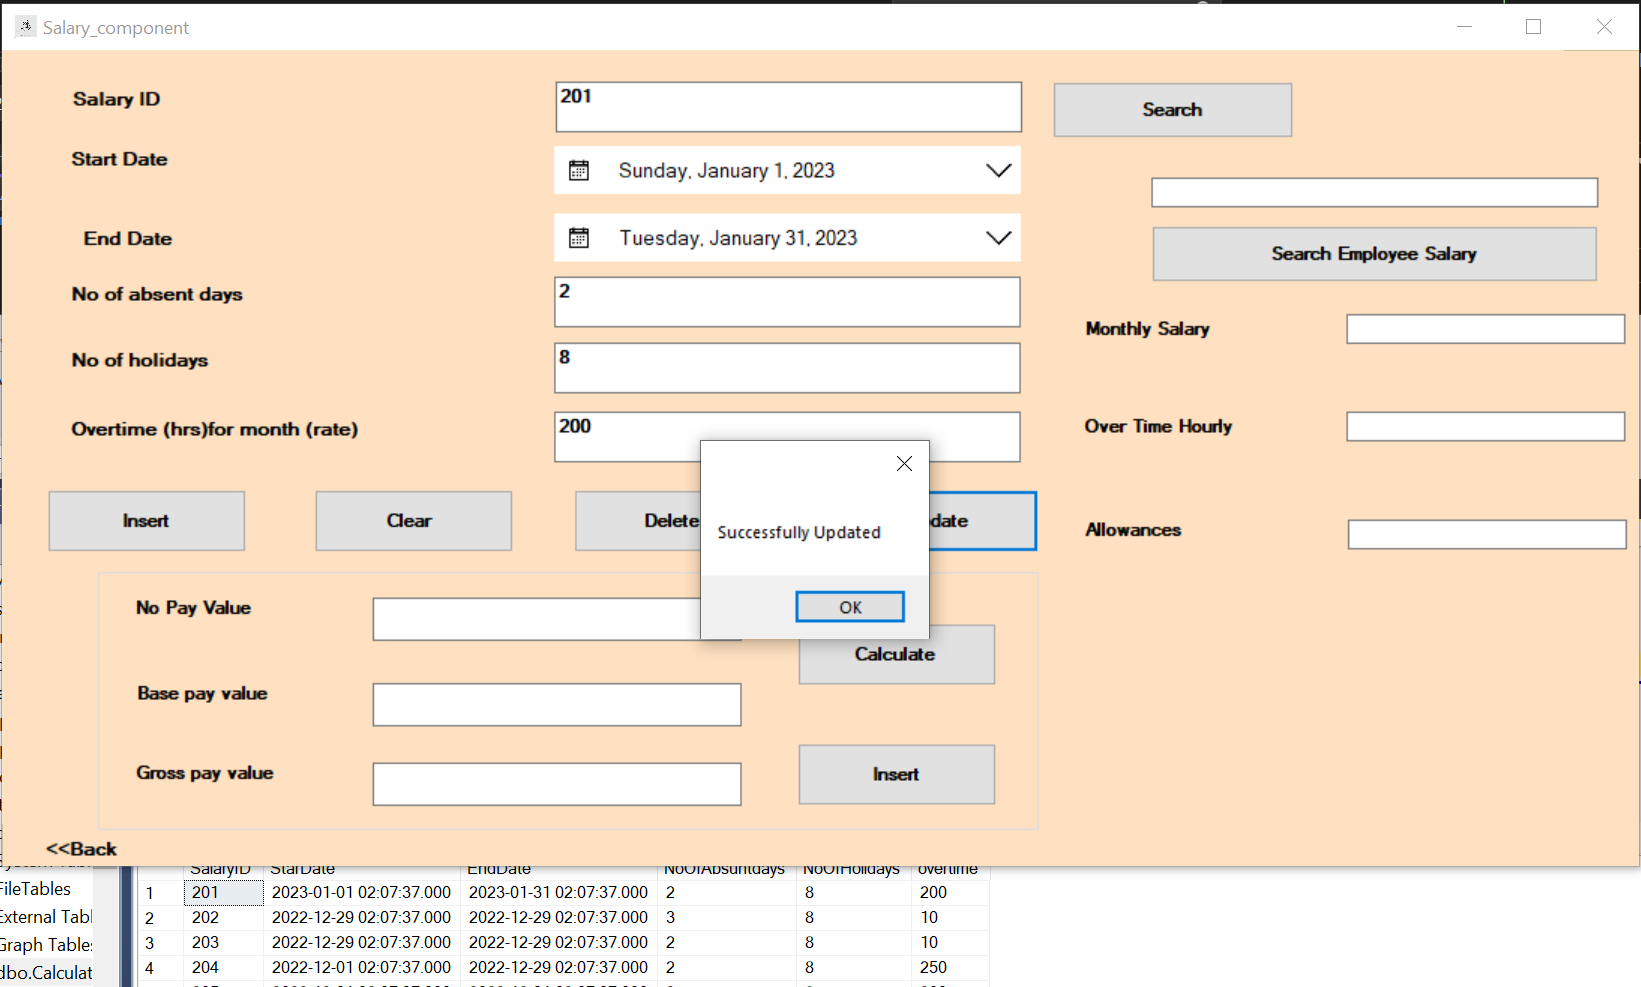 Salary_component
Salary ID
201
Search
Start Date
Sunday, January 1, 2023
End Date
Tuesday, January 31, 2023
Search Employee Salary
No of absent days
2
Monthly Salary
No of holidays
8
Overtime (hrs)for month (rate)
200
Over Time Hourly
Successfully Updated
OK
Insert
Clear
Delete
date
Allowances
No Pay Value
Calculate
Base pay value
Gross pay value
Insert
<<Back
SalaryID StarDate EndDate NoOfAbsuntdays NoOfHolidays overtime
FileTables
1 201 2023-01-01 02:07:37.000 2023-01-31 02:07:37.000 2 8 200
External Tabl
2 202 2022-12-29 02:07:37.000 2022-12-29 02:07:37.000 3 8 10
Graph Tables
3 203 2022-12-29 02:07:37.000 2022-12-29 02:07:37.000 2 8 10
dbo.Calculat
4 204 2022-12-01 02:07:37.000 2022-12-29 02:07:37.000 2 8 250